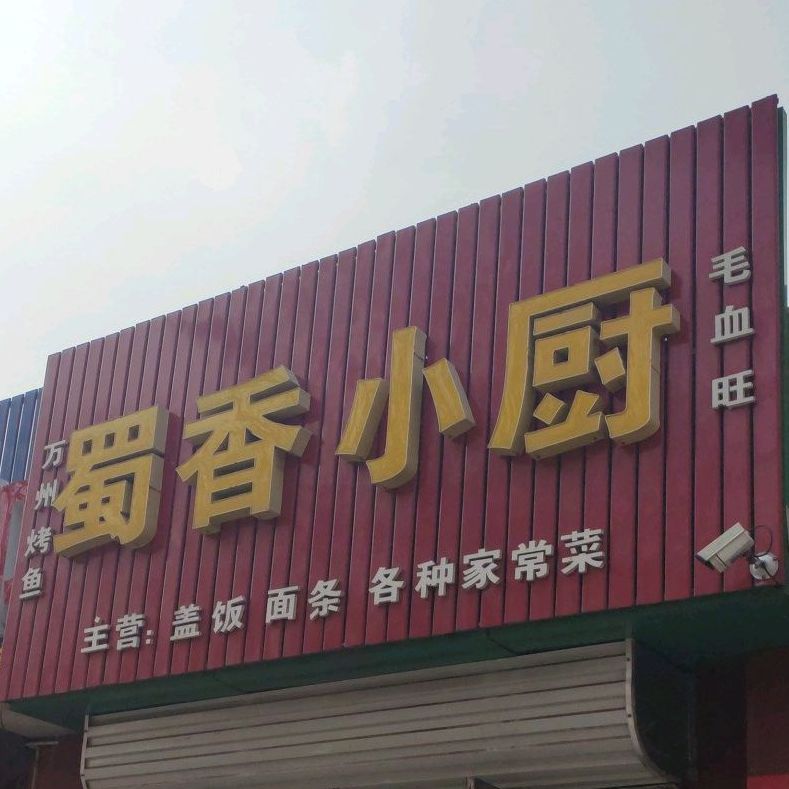 万州烤鱼
蜀香小厨
毛血旺
主营：盖饭 面条 各种家常菜